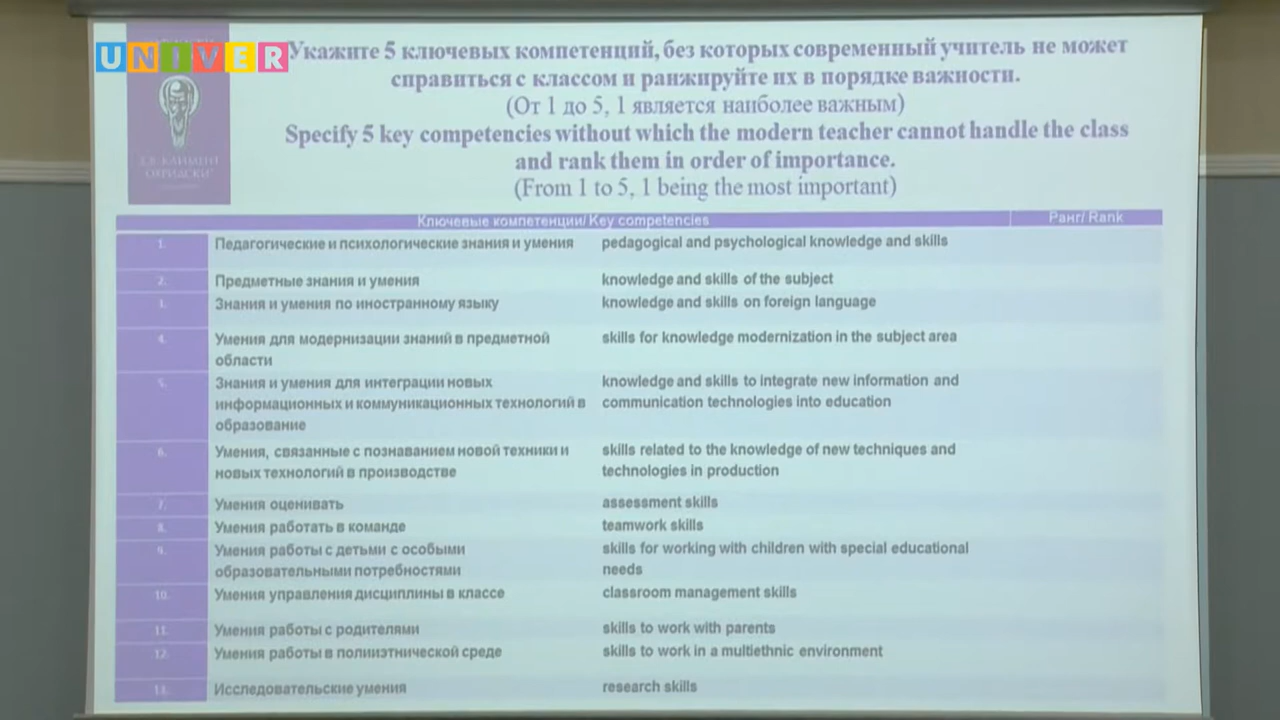 UNIVER
СВ. КЛИМЕНТ
ОХРИДСКИ"
Укажите 5 ключевых компетенций, без которых современный учитель не может
справиться с классом и ранжируйте их в порядке важности.
(От 1 до 5, 1 является наиболее важным)
Specify 5 key competencies without which the modern teacher cannot handle the class
and rank them in order of importance.
(From 1 to 5, 1 being the most important)
Ключевые компетенции/ Key competencies Ранг/ Rank
1. Педагогические и психологические знания и умения pedagogical and psychological knowledge and skills
2. Предметные знания и умения knowledge and skills of the subject
3. Знания и умения по иностранному языку knowledge and skills on foreign language
4. Умения для модернизации знаний в предметной skills for knowledge modernization in the subject area
области
5. Знания и умения для интеграции новых knowledge and skills to integrate new information and
информационных и коммуникационных технологий в communication technologies into education
образование
6. Умения, связанные с познаванием новой техники и skills related to the knowledge of new techniques and
новых технологий в производстве technologies in production
7. Умения оценивать assessment skills
8. Умения работать в команде teamwork skills
9. Умения работы с детьми с особыми skills for working with children with special educational
образовательными потребностями needs
10. Умения управления дисциплины в классе classroom management skills
11. Умения работы с родителями skills to work with parents
12. Умения работы в полиэтнической среде skills to work in a multiethnic environment
13. Исследовательские умения research skills